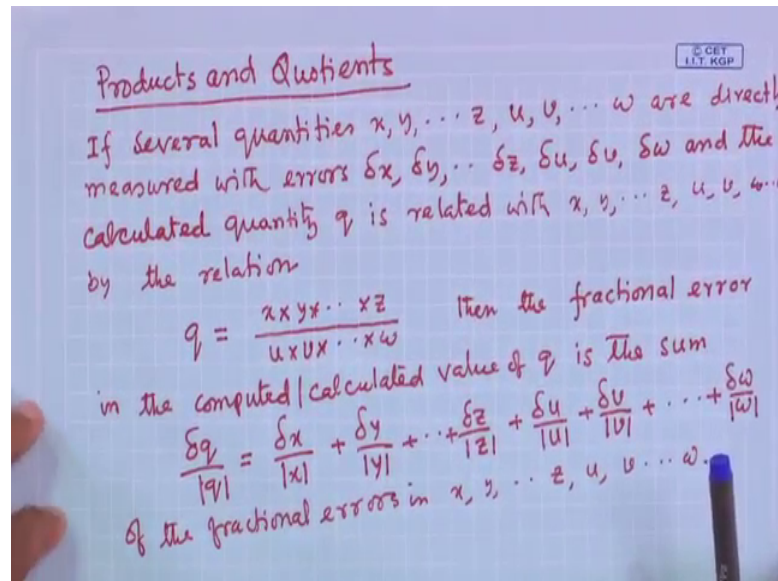 Products and Quotients
© CET
I.I.T. KGP
If several quantities x, y, ... z, u, v, ... w are directl
measured with errors δx, δy, .. δz, δu, δv, δw and the
calculated quantity q is related with x, y, ... z, u, v, w..
by the relation
q = x×y×..×z / u×v×..×w then the fractional error
in the computed/calculated value of q is the sum
δq/|q| = δx/|x| + δy/|y| + .. + δz/|z| + δu/|u| + δv/|v| + ... + δw/|w|
of the fractional errors in x, y, .. z, u, v ... w.